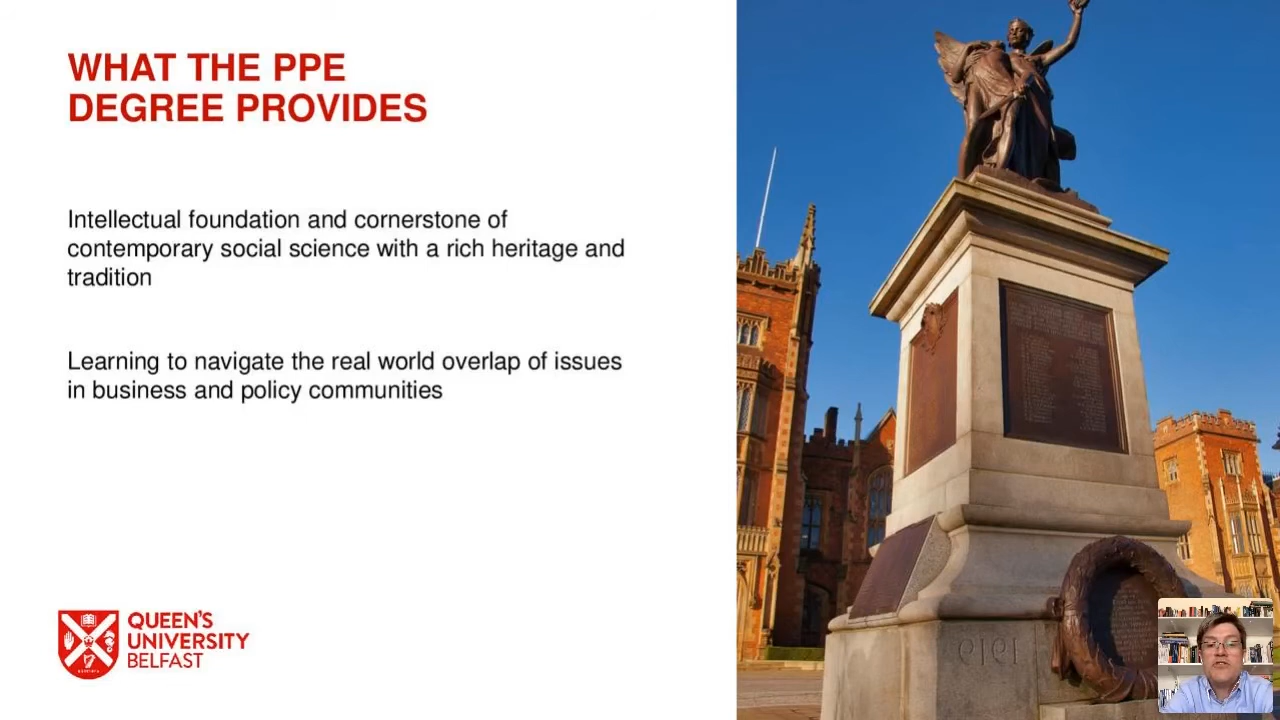 WHAT THE PPE
DEGREE PROVIDES
Intellectual foundation and cornerstone of
contemporary social science with a rich heritage and
tradition
Learning to navigate the real world overlap of issues
in business and policy communities
QUEEN'S
UNIVERSITY
BELFAST